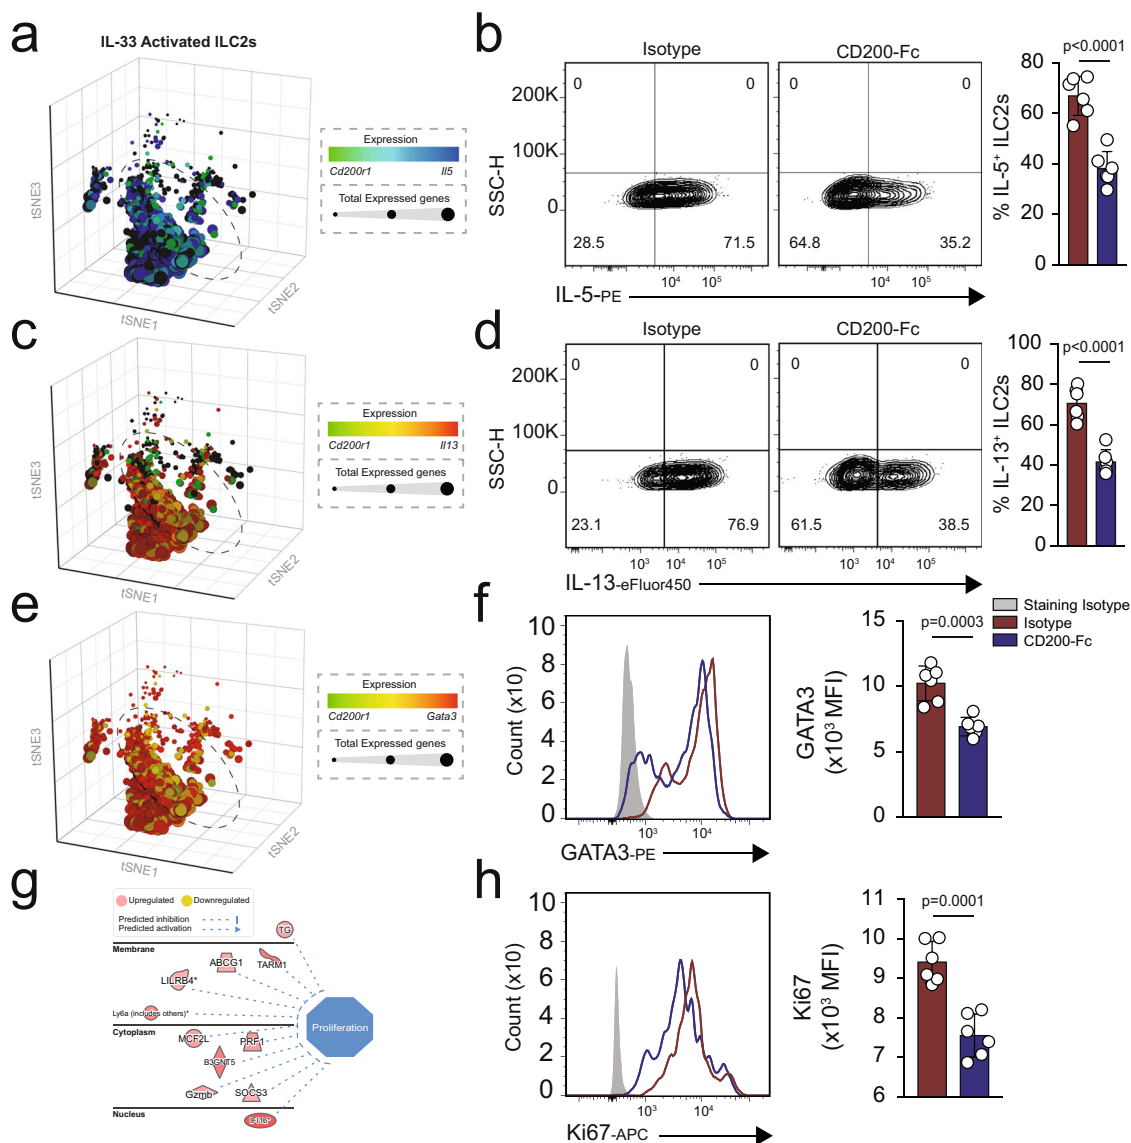 a
IL-33 Activated ILC2s
tSNE3
tSNE1
tSNE2
Expression
Cd200r1 Il5
Total Expressed genes
b
Isotype
CD200-Fc
200K
100K
0
SSC-H
0 0
28.5 71.5
0 0
64.8 35.2
10⁴ 10⁵
10⁴ 10⁵
IL-5-PE
p<0.0001
80
60
40
20
0
% IL-5⁺ ILC2s
c
tSNE3
tSNE1
tSNE2
Expression
Cd200r1 Il13
Total Expressed genes
d
Isotype
CD200-Fc
200K
100K
0
SSC-H
0 0
23.1 76.9
0 0
61.5 38.5
10³ 10⁴ 10⁵
10³ 10⁴ 10⁵
IL-13-eFluor450
100
p<0.0001
80
60
40
20
0
% IL-13⁺ ILC2s
e
tSNE3
tSNE1
tSNE2
Expression
Cd200r1 Gata3
Total Expressed genes
f
10
8
6
4
2
0
Count (x10)
10³ 10⁴
GATA3-PE
Staining Isotype
Isotype
CD200-Fc
15
p=0.0003
10
5
0
GATA3
(x10³ MFI)
g
Upregulated Downregulated
Predicted inhibition
Predicted activation
TG
Membrane
ABCG1
TARM1
LILRB4*
Ly6a (includes others)*
Proliferation
Cytoplasm
MCF2L
PRF1
B3GNT5
Gzmb
SOCS3
Nucleus
IFI16*
h
10
8
6
4
2
0
Count (x10)
10³ 10⁴
Ki67-APC
11
p=0.0001
10
9
8
7
6
Ki67
(x10³ MFI)